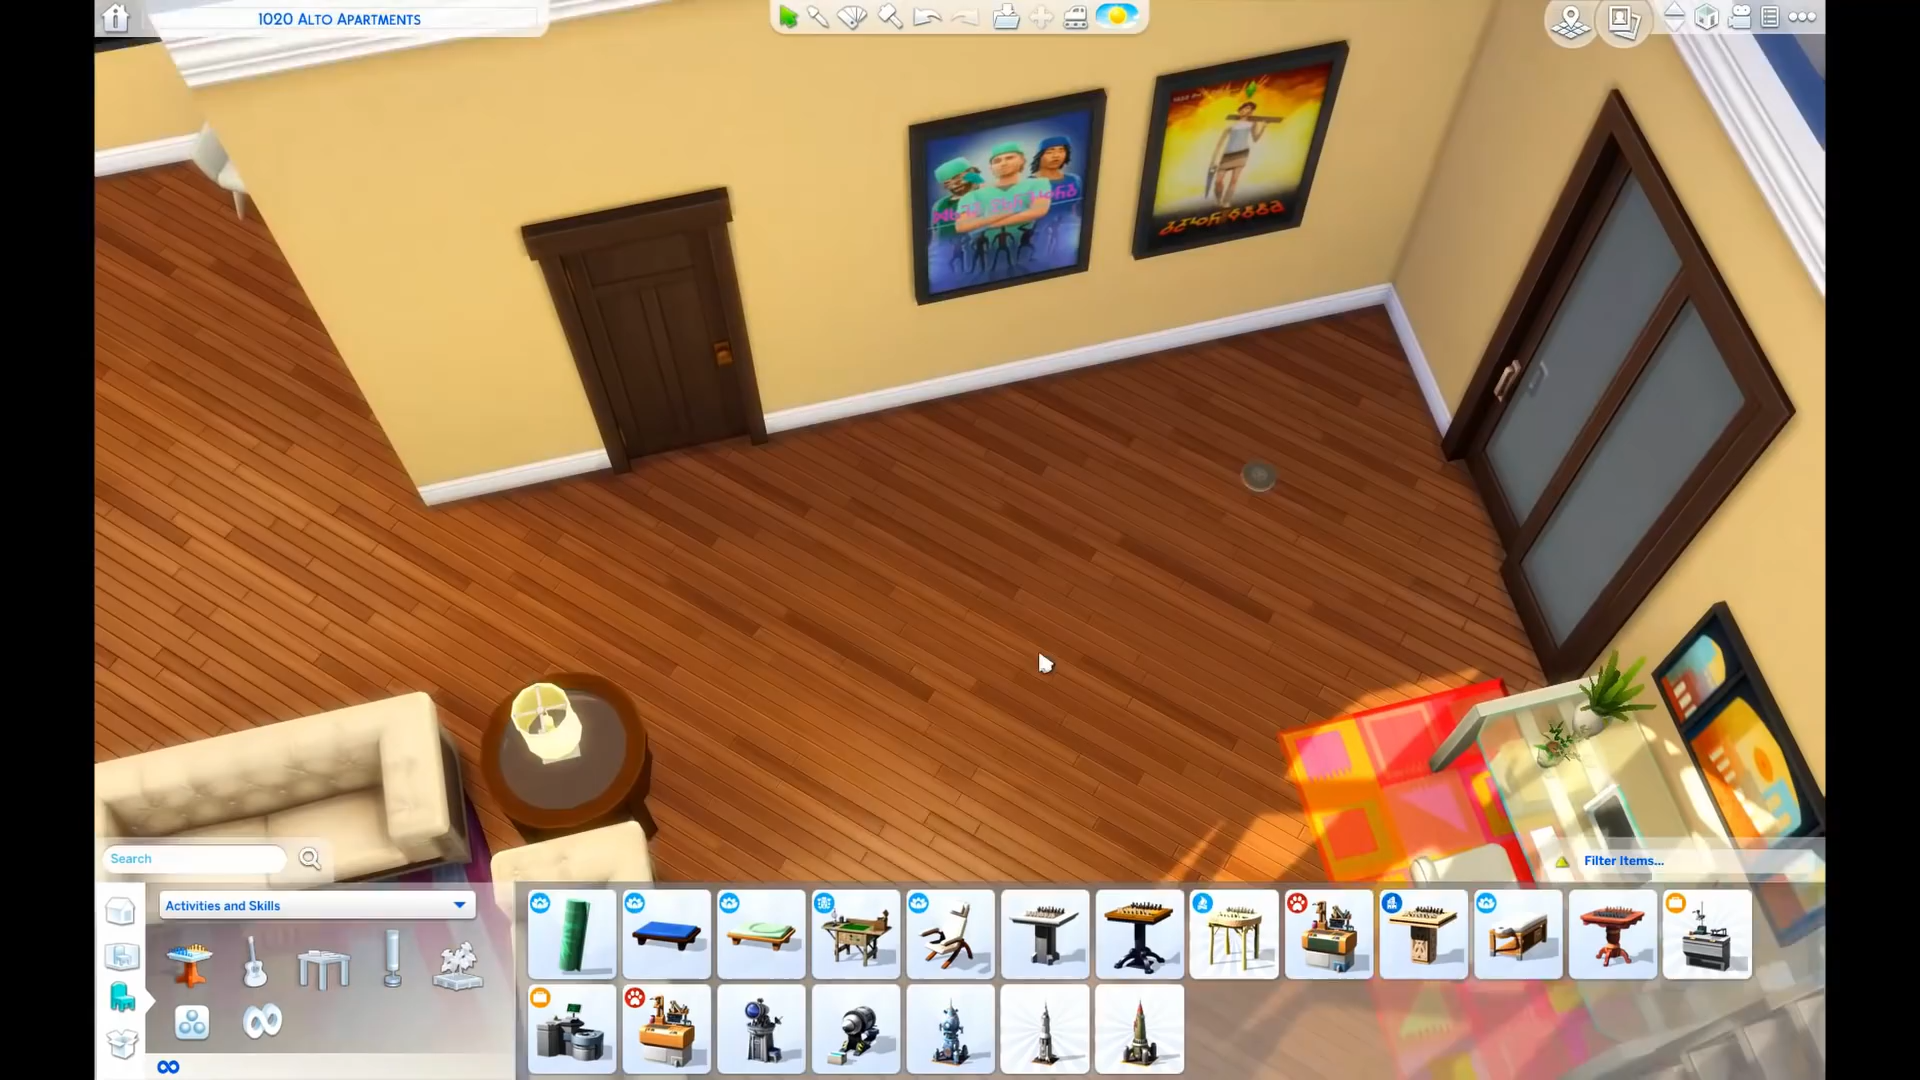 1020 Alto Apartments
Search
Filter Items...
Activities and Skills